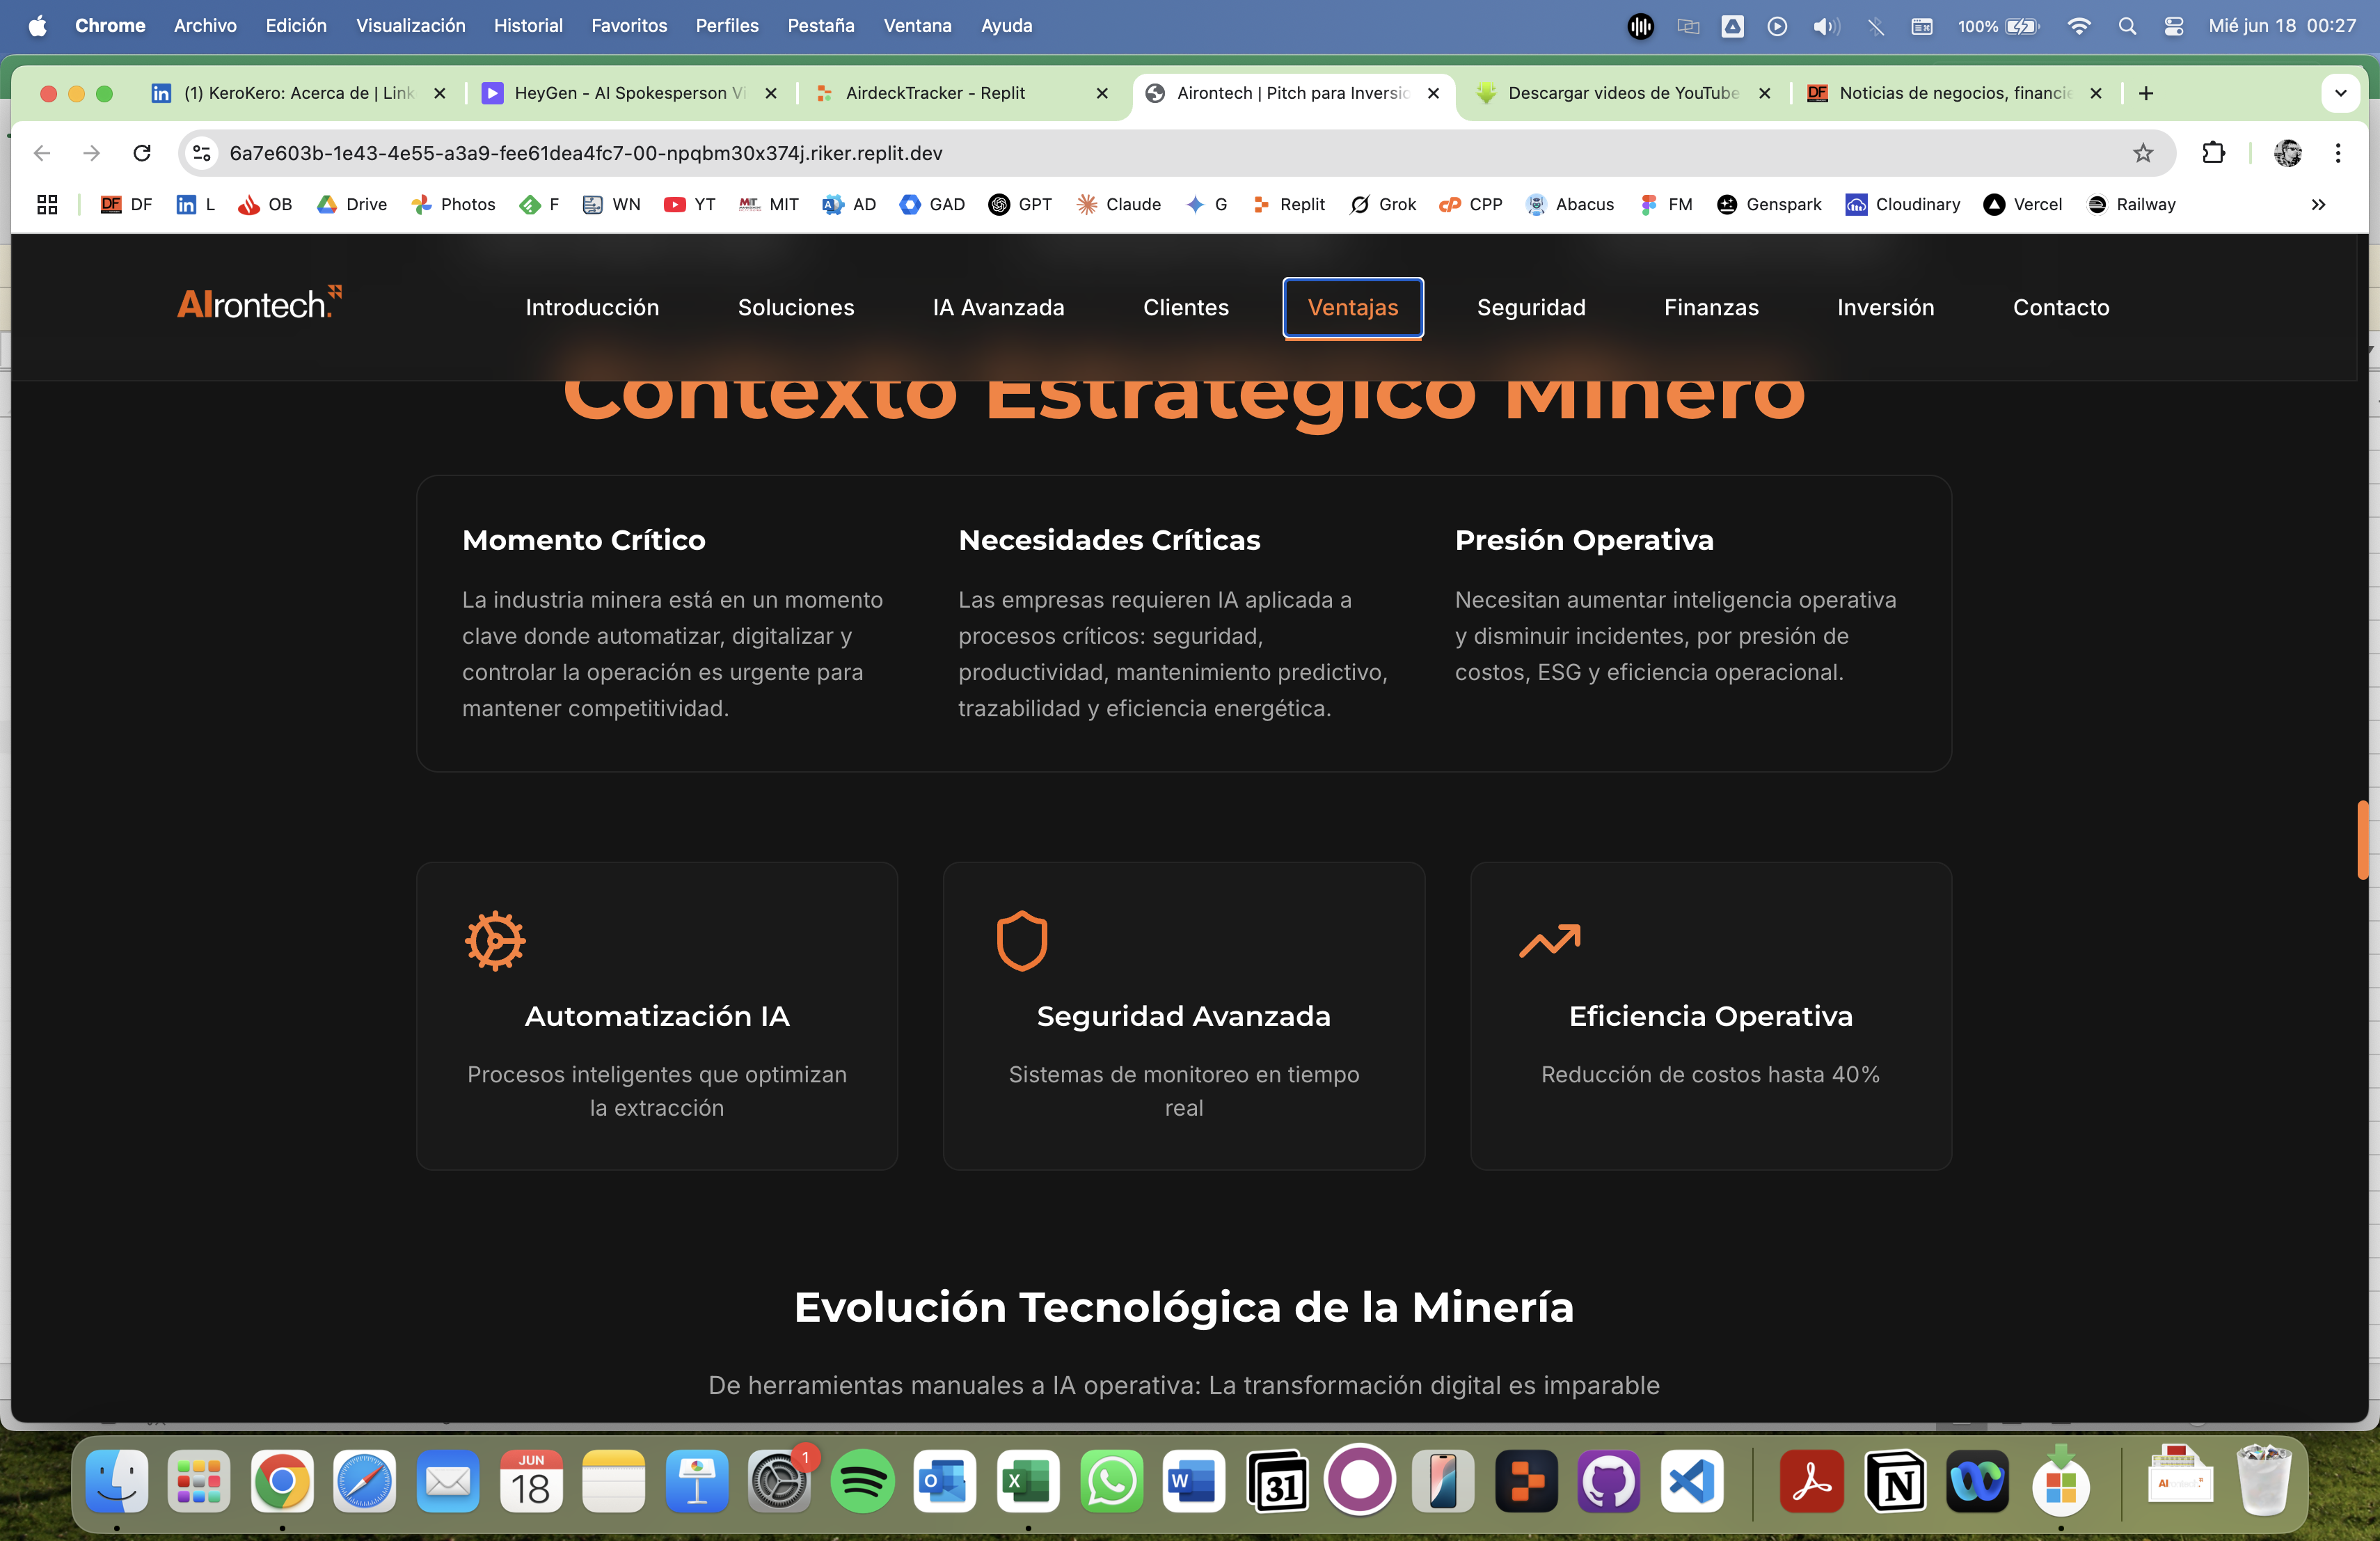 Chrome Archivo Edición Visualización Historial Favoritos Perfiles Pestaña Ventana Ayuda 100% Mié jun 18 00:27
(1) KeroKero: Acerca de | Link HeyGen - AI Spokesperson Vi AirdeckTracker - Replit Airontech | Pitch para Inversio Descargar videos de YouTube DF Noticias de negocios, financie
6a7e603b-1e43-4e55-a3a9-fee61dea4fc7-00-npqbm30x374j.riker.replit.dev
DF DF L OB Drive Photos F WN YT MIT MIT AD GAD GPT Claude G Replit Grok CPP Abacus FM Genspark Cloudinary Vercel Railway
AIrontech. Introducción Soluciones IA Avanzada Clientes Ventajas Seguridad Finanzas Inversión Contacto
Contexto Estratégico Minero
Momento Crítico
La industria minera está en un momento
clave donde automatizar, digitalizar y
controlar la operación es urgente para
mantener competitividad.
Necesidades Críticas
Las empresas requieren IA aplicada a
procesos críticos: seguridad,
productividad, mantenimiento predictivo,
trazabilidad y eficiencia energética.
Presión Operativa
Necesitan aumentar inteligencia operativa
y disminuir incidentes, por presión de
costos, ESG y eficiencia operacional.
Automatización IA
Procesos inteligentes que optimizan
la extracción
Seguridad Avanzada
Sistemas de monitoreo en tiempo
real
Eficiencia Operativa
Reducción de costos hasta 40%
Evolución Tecnológica de la Minería
De herramientas manuales a IA operativa: La transformación digital es imparable
JUN
18
1
31